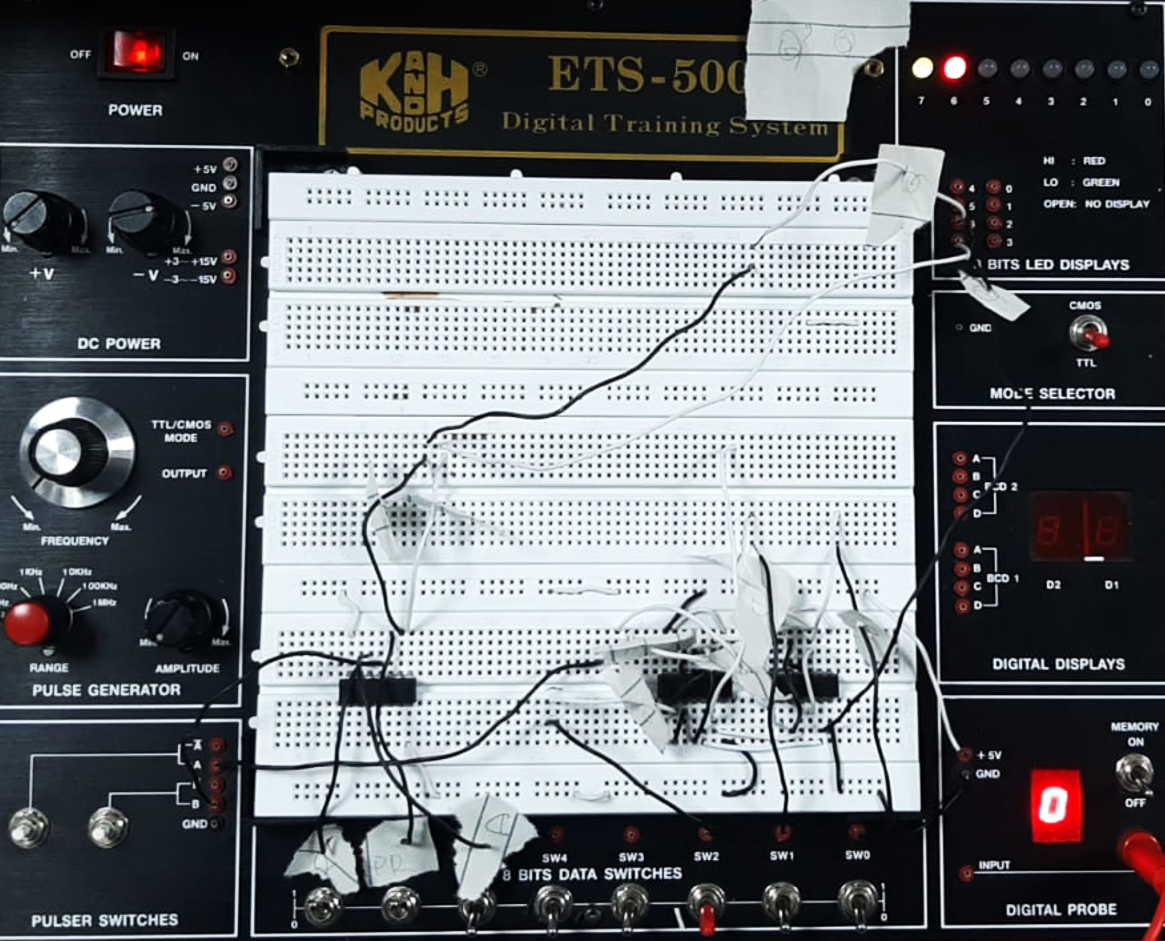 OFF
ON
POWER
K AND H
PRODUCTS
®
ETS-500
Digital Training System
7 6 5 4 3 2 1 0
HI : RED
LO : GREEN
OPEN: NO DISPLAY
4 0
5 1
2
3
BITS LED DISPLAYS
+5V
GND
-5V
+3~+15V
-3~-15V
Min. Max.
Min. Max.
+V
-V
DC POWER
CMOS
GND
TTL
MODE SELECTOR
TTL/CMOS
MODE
OUTPUT
Min. Max.
FREQUENCY
1KHz 10KHz
100KHz
1MHz
RANGE
Max.
AMPLITUDE
PULSE GENERATOR
A
B
C
D
BCD 2
A
B
C
D
BCD 1
D2 D1
DIGITAL DISPLAYS
A
A
B
GND
PULSER SWITCHES
SW4 SW3 SW2 SW1 SW0
8 BITS DATA SWITCHES
1
0
1
0
+5V
GND
MEMORY
ON
OFF
0
INPUT
DIGITAL PROBE